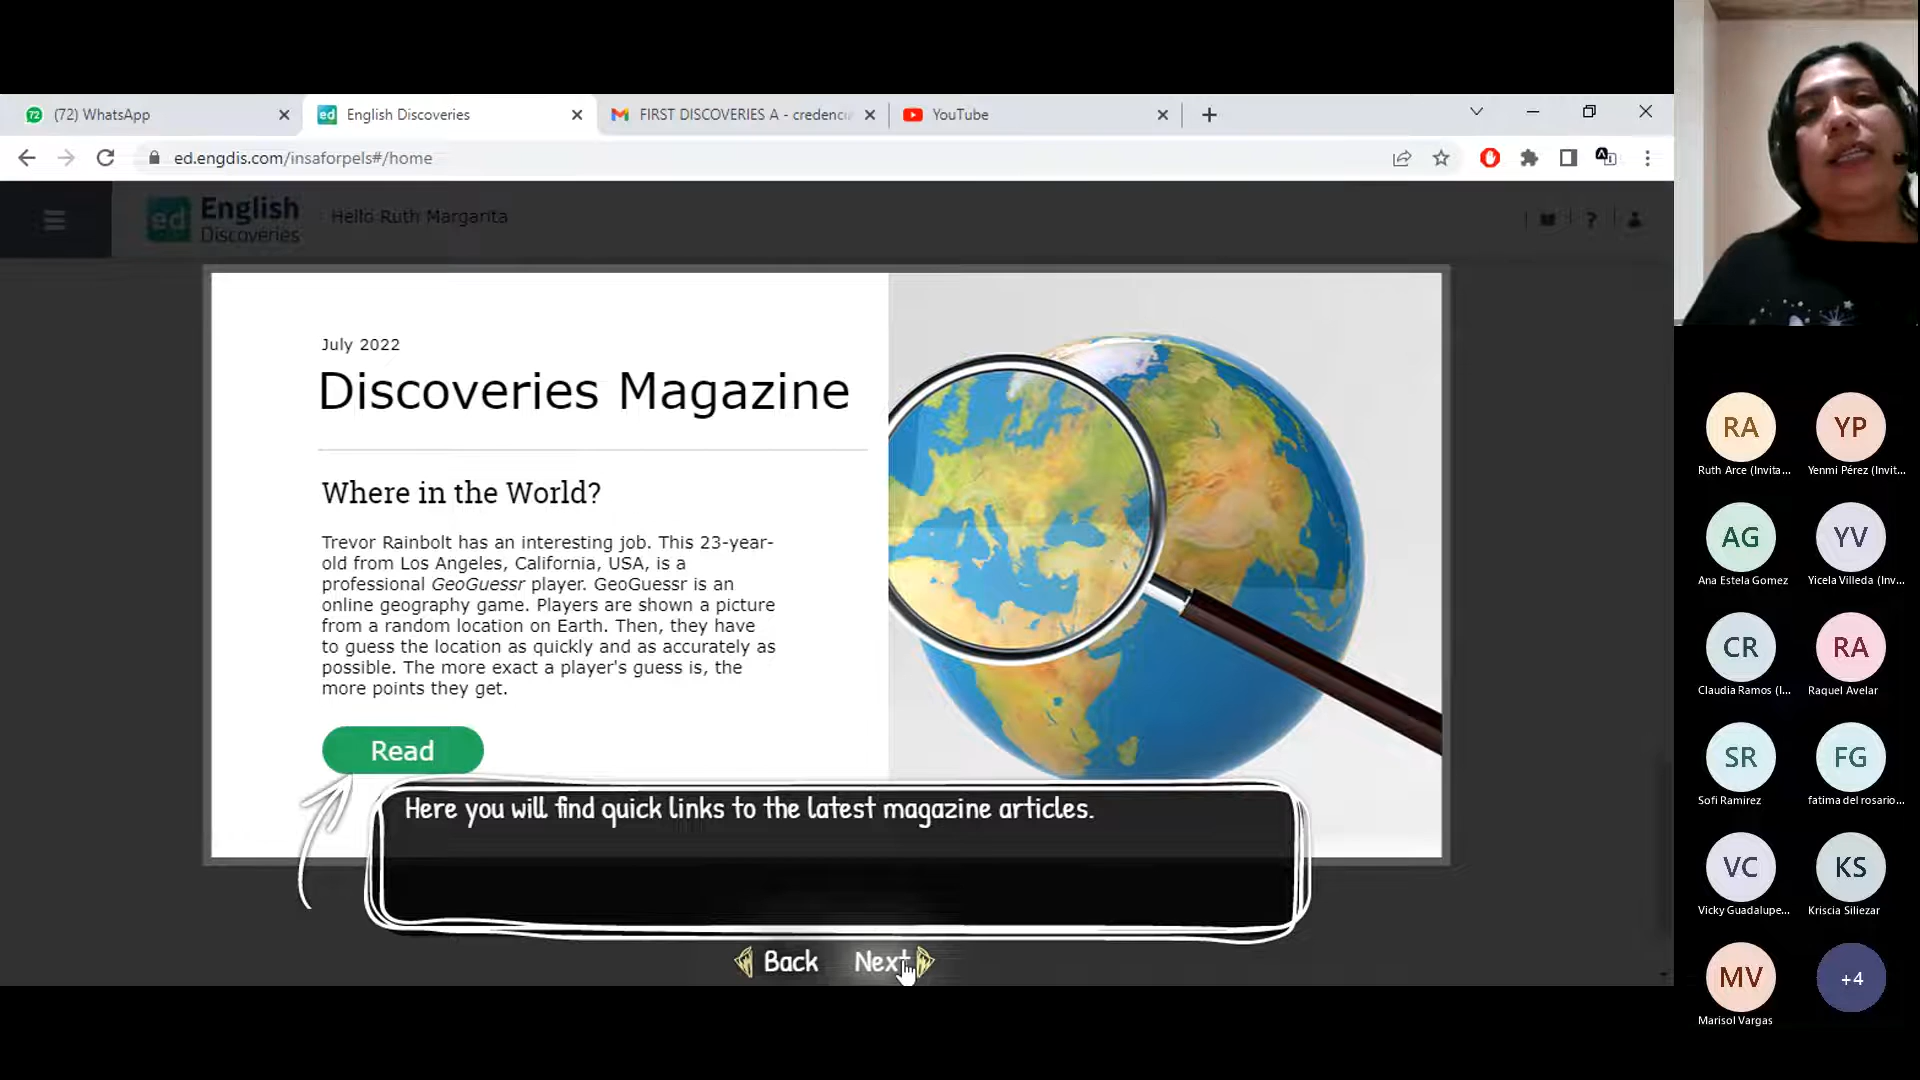 (72) WhatsApp
English Discoveries
FIRST DISCOVERIES A - credenci
YouTube
ed.engdis.com/insaforpels#/home
ed
English
Discoveries
Hello Ruth Margarita
July 2022
Discoveries Magazine
Where in the World?
Trevor Rainbolt has an interesting job. This 23-year-
old from Los Angeles, California, USA, is a
professional GeoGuessr player. GeoGuessr is an
online geography game. Players are shown a picture
from a random location on Earth. Then, they have
to guess the location as quickly and as accurately as
possible. The more exact a player's guess is, the
more points they get.
Read
Here you will find quick links to the latest magazine articles.
Back
Next
RA
Ruth Arce (Invita...
YP
Yenmi Pérez (Invit...
AG
Ana Estela Gomez
YV
Yicela Villeda (Inv...
CR
Claudia Ramos (I...
RA
Raquel Avelar
SR
Sofi Ramirez
FG
fatima del rosario...
VC
Vicky Guadalupe...
KS
Kriscia Siliezar
MV
Marisol Vargas
+4